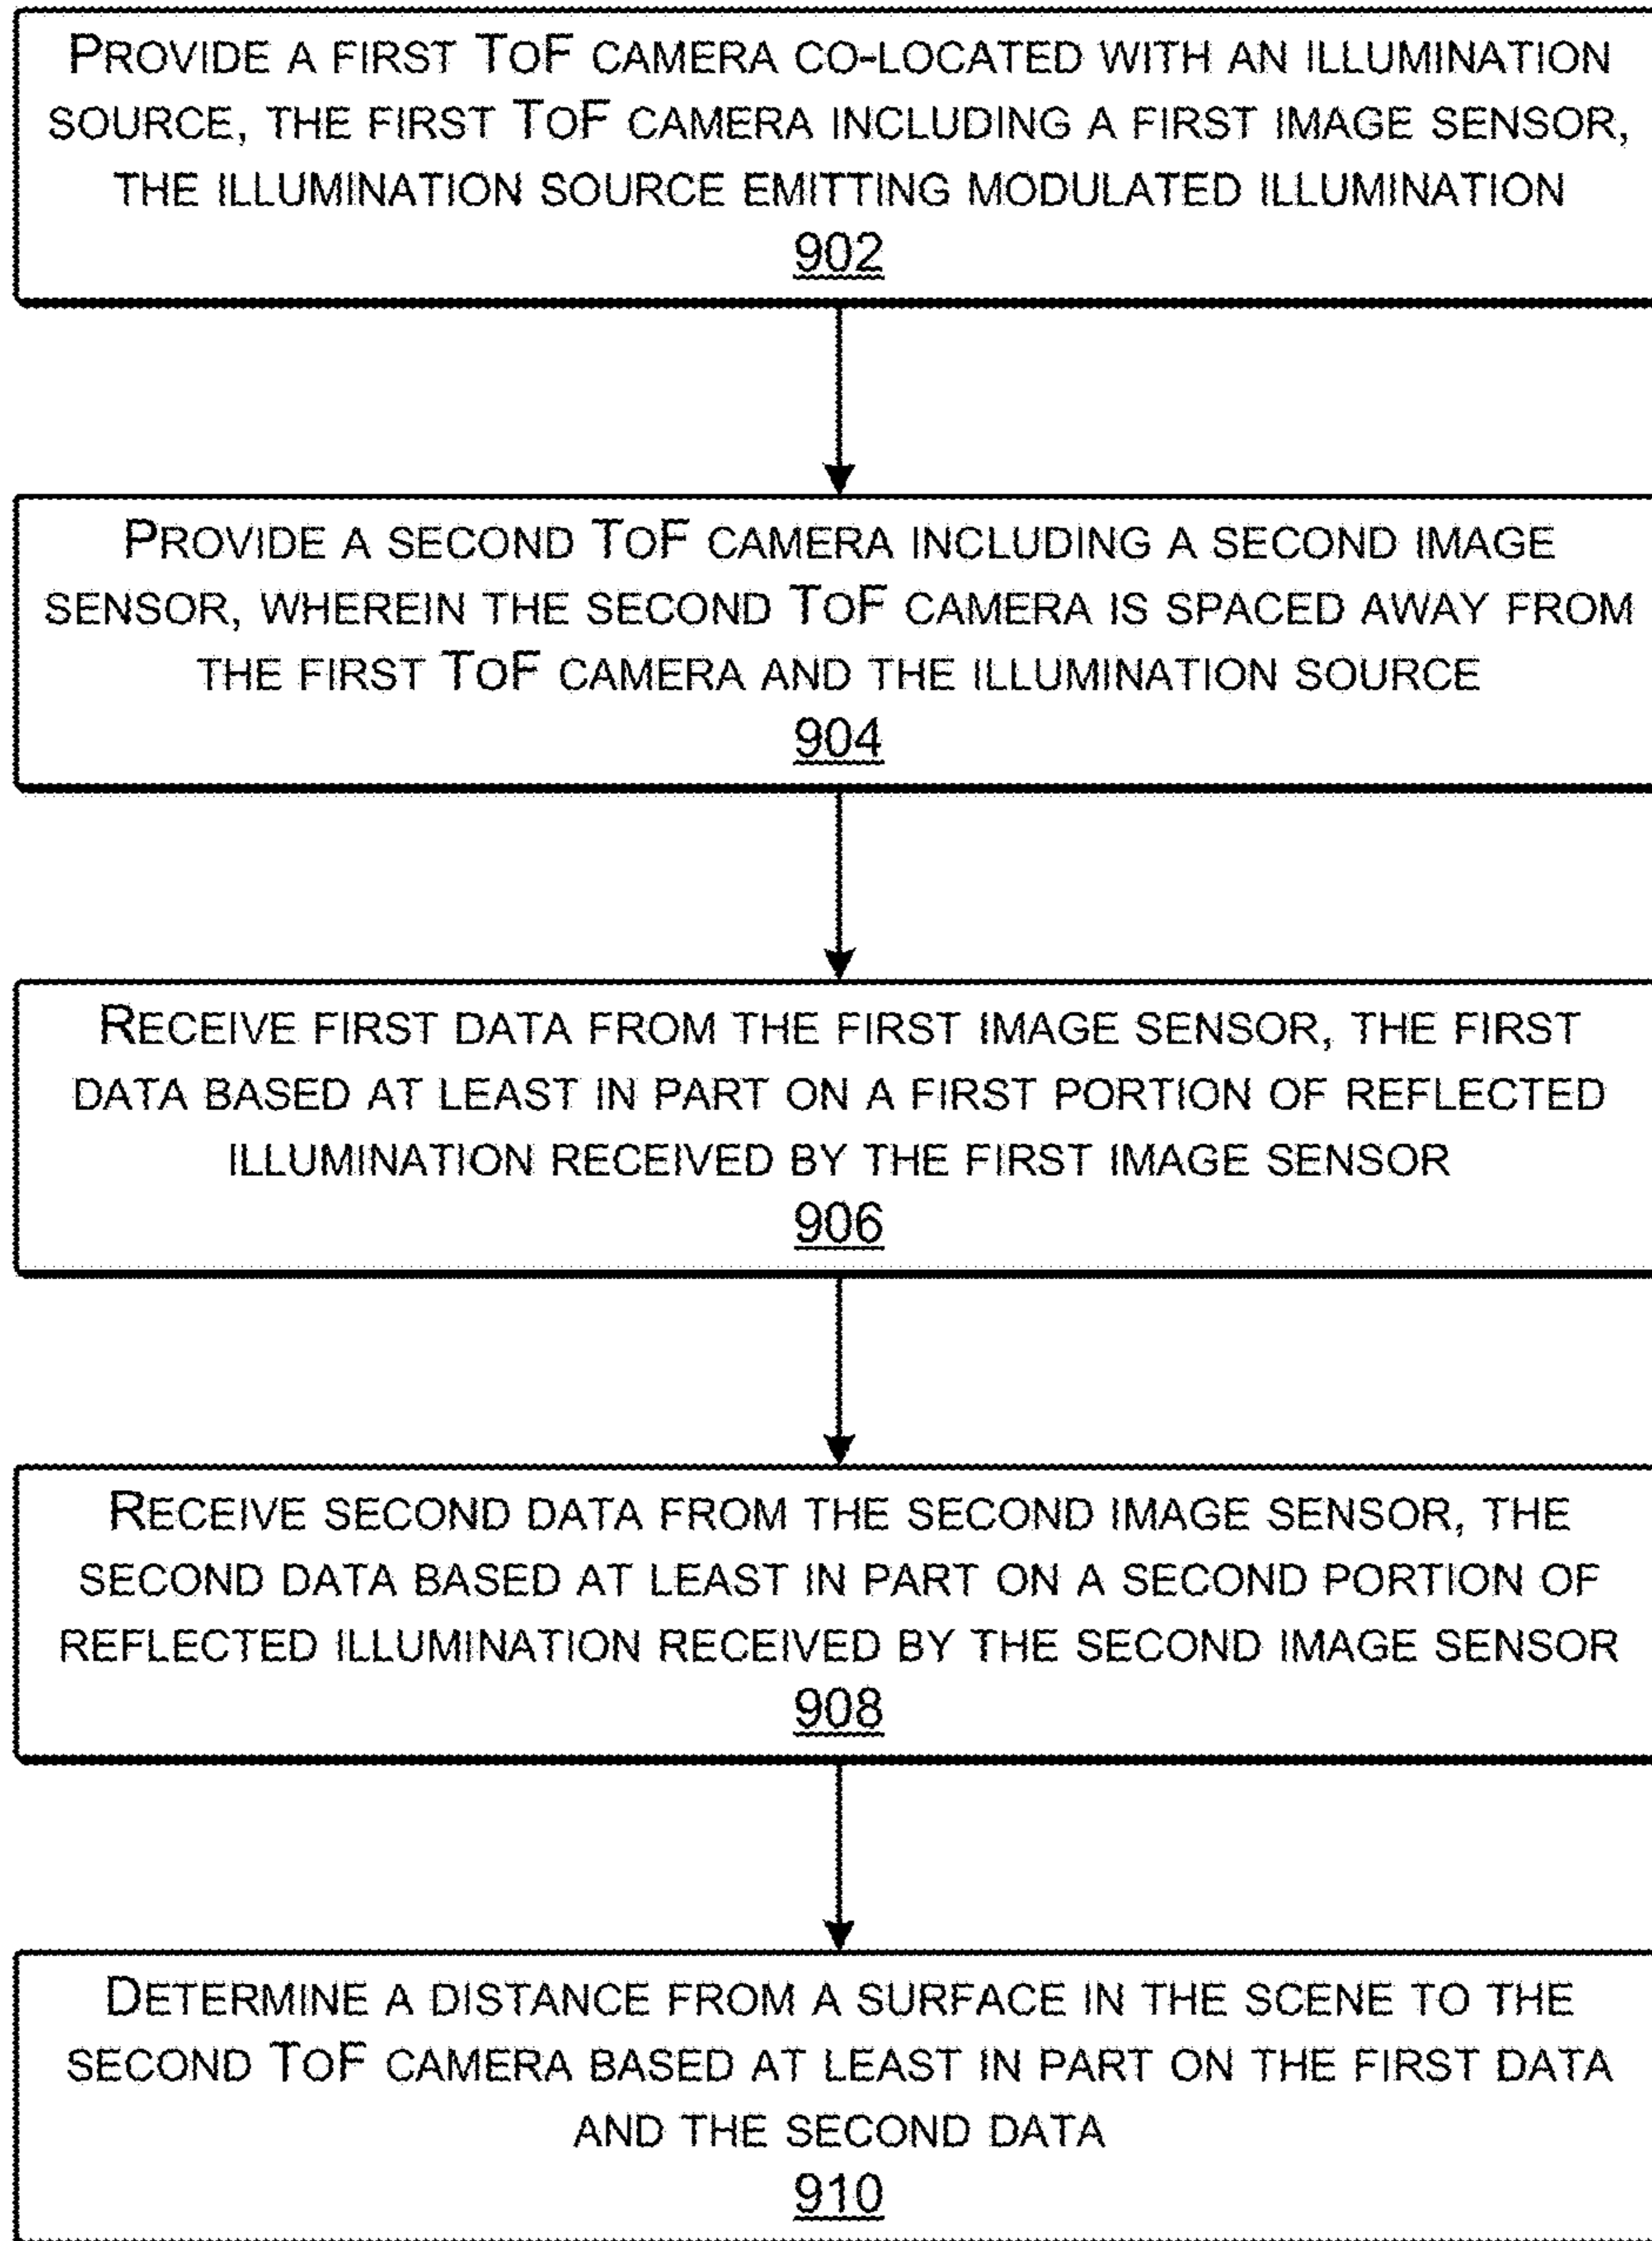 PROVIDE A FIRST TOF CAMERA CO-LOCATED WITH AN ILLUMINATION
SOURCE, THE FIRST TOF CAMERA INCLUDING A FIRST IMAGE SENSOR,
THE ILLUMINATION SOURCE EMITTING MODULATED ILLUMINATION
902
PROVIDE A SECOND TOF CAMERA INCLUDING A SECOND IMAGE
SENSOR, WHEREIN THE SECOND TOF CAMERA IS SPACED AWAY FROM
THE FIRST TOF CAMERA AND THE ILLUMINATION SOURCE
904
RECEIVE FIRST DATA FROM THE FIRST IMAGE SENSOR, THE FIRST
DATA BASED AT LEAST IN PART ON A FIRST PORTION OF REFLECTED
ILLUMINATION RECEIVED BY THE FIRST IMAGE SENSOR
906
RECEIVE SECOND DATA FROM THE SECOND IMAGE SENSOR, THE
SECOND DATA BASED AT LEAST IN PART ON A SECOND PORTION OF
REFLECTED ILLUMINATION RECEIVED BY THE SECOND IMAGE SENSOR
908
DETERMINE A DISTANCE FROM A SURFACE IN THE SCENE TO THE
SECOND TOF CAMERA BASED AT LEAST IN PART ON THE FIRST DATA
AND THE SECOND DATA
910